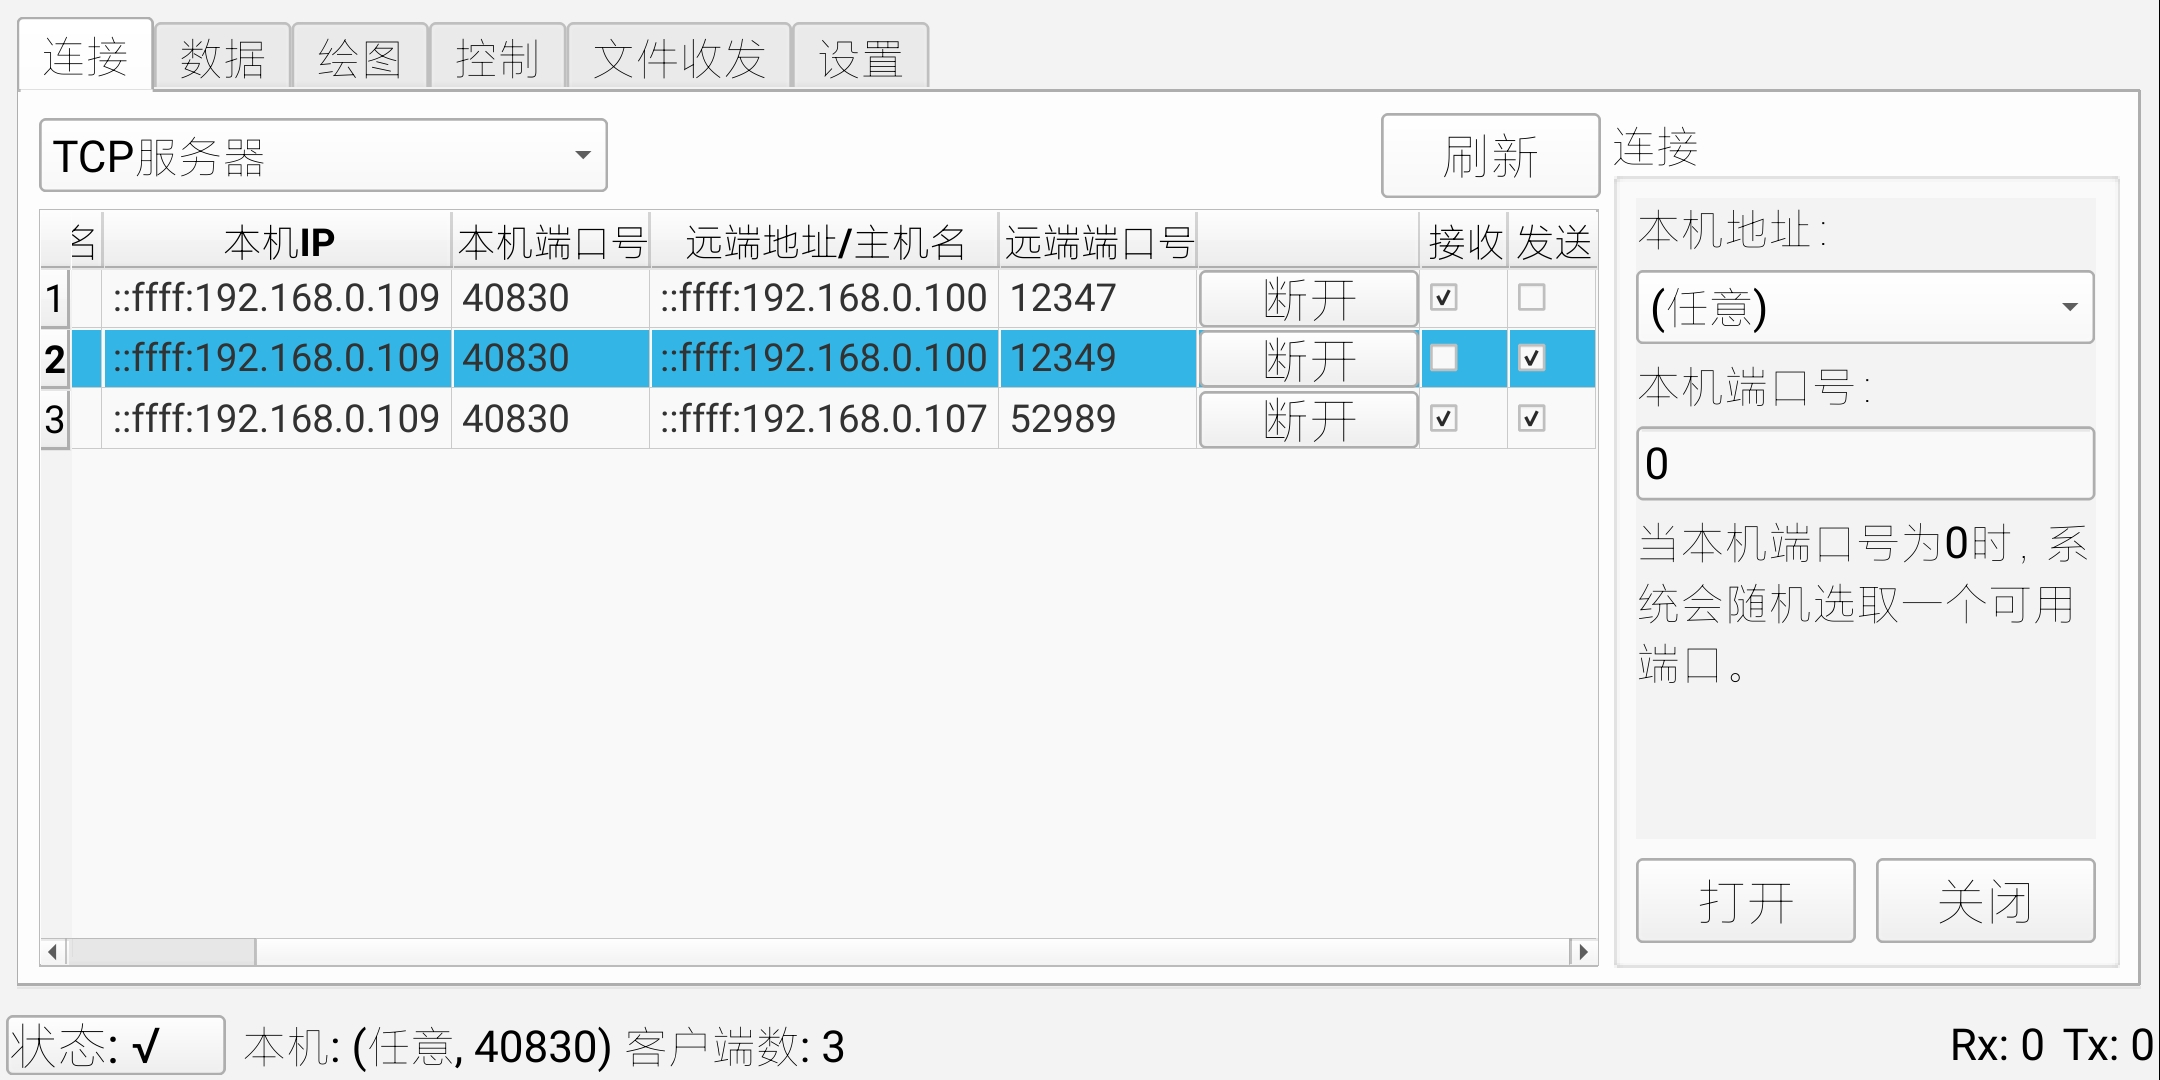 连接 数据 绘图 控制 文件收发 设置
TCP服务器 刷新 连接
名 本机IP 本机端口号 远端地址/主机名 远端端口号 接收 发送
1 ::ffff:192.168.0.109 40830 ::ffff:192.168.0.100 12347 断开
2 ::ffff:192.168.0.109 40830 ::ffff:192.168.0.100 12349 断开
3 ::ffff:192.168.0.109 40830 ::ffff:192.168.0.107 52989 断开
本机地址:
(任意)
本机端口号:
0
当本机端口号为0时, 系
统会随机选取一个可用
端口。
打开 关闭
状态: √ 本机: (任意, 40830) 客户端数: 3 Rx: 0 Tx: 0